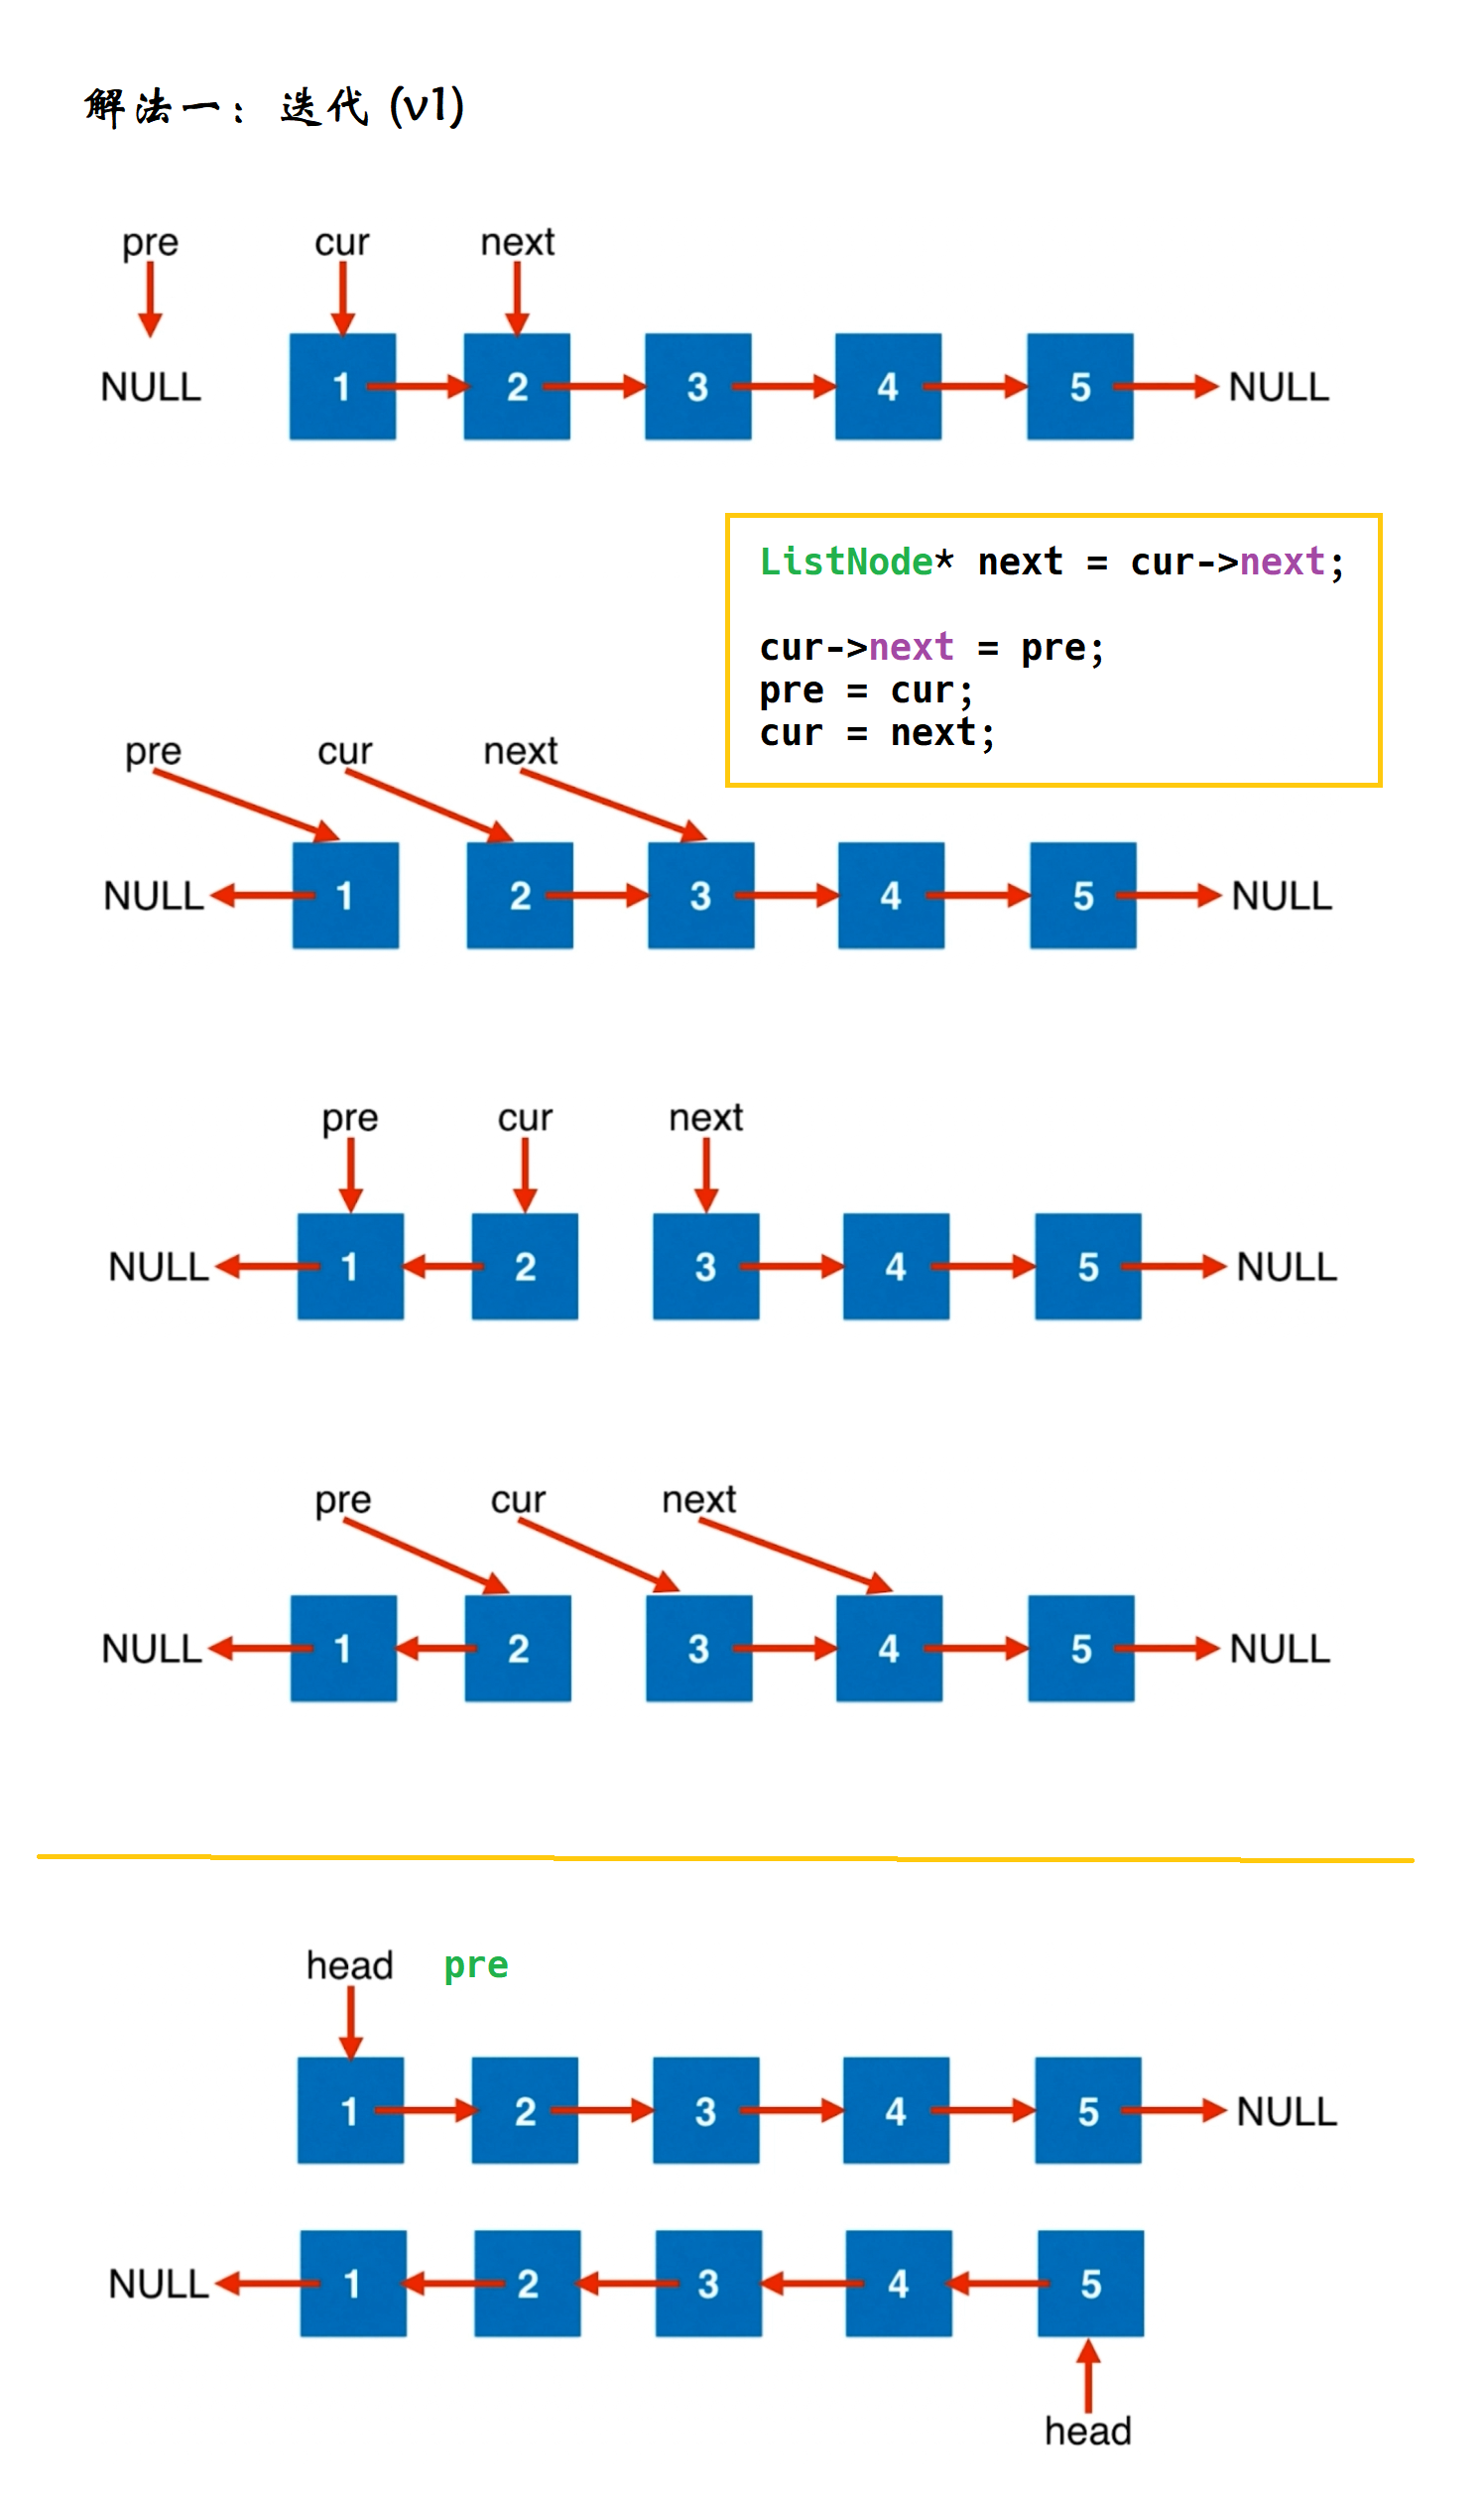 解法一：迭代 (v1)
pre cur next
NULL 1 2 3 4 5 NULL
ListNode* next = cur->next;
cur->next = pre;
pre = cur;
cur = next;
pre cur next
NULL 1 2 3 4 5 NULL
pre cur next
NULL 1 2 3 4 5 NULL
pre cur next
NULL 1 2 3 4 5 NULL
head pre
1 2 3 4 5 NULL
NULL 1 2 3 4 5
head